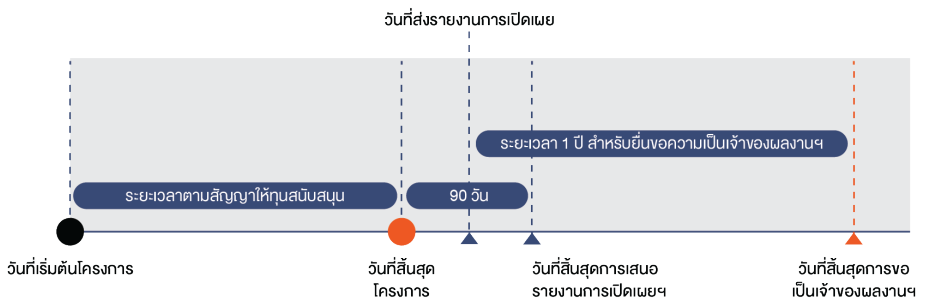 วันที่ส่งรายงานการเปิดเผย
ระยะเวลา 1 ปี สำหรับยื่นขอความเป็นเจ้าของผลงานฯ
ระยะเวลาตามสัญญาให้ทุนสนับสนุน
90 วัน
วันที่เริ่มต้นโครงการ
วันที่สิ้นสุด
โครงการ
วันที่สิ้นสุดการเสนอ
รายงานการเปิดเผยฯ
วันที่สิ้นสุดการขอ
เป็นเจ้าของผลงานฯ